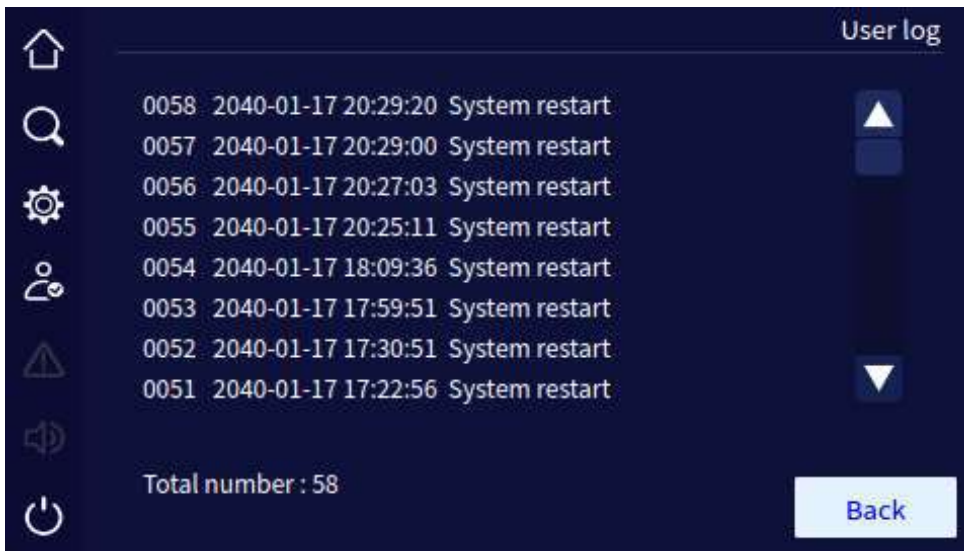 User log
0058 2040-01-17 20:29:20 System restart
0057 2040-01-17 20:29:00 System restart
0056 2040-01-17 20:27:03 System restart
0055 2040-01-17 20:25:11 System restart
0054 2040-01-17 18:09:36 System restart
0053 2040-01-17 17:59:51 System restart
0052 2040-01-17 17:30:51 System restart
0051 2040-01-17 17:22:56 System restart
Total number : 58
Back